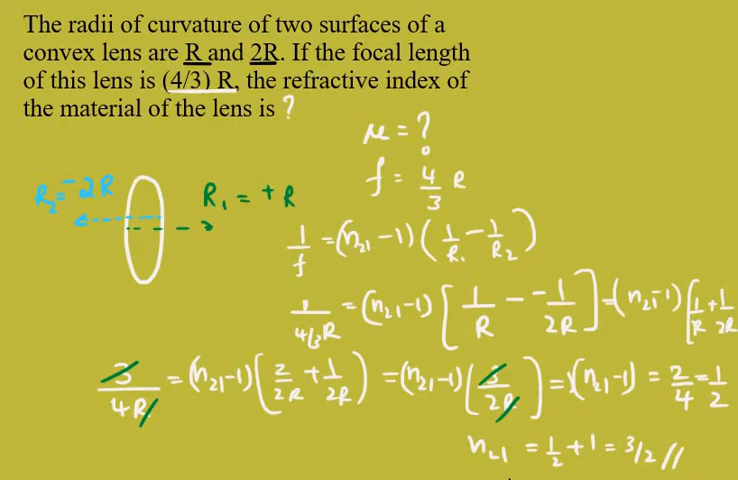 The radii of curvature of two surfaces of a
convex lens are R and 2R. If the focal length
of this lens is (4/3) R, the refractive index of
the material of the lens is ?
μ = ?
f = 4/3 R
R₂ = -2R
R₁ = + R
1/f = (n₂₁ -1) ( 1/R₁ - 1/R₂ )
1/(4/3 R) = (n₂₁ -1) [ 1/R - -1/2R ] = (n₂₁ -1) [ 1/R + 1/2R
3/4R = (n₂₁ -1) ( 2/2R + 1/2R ) = (n₂₁ -1) ( 3/2R ) = (n₂₁ -1) = 2/4 = 1/2
n₂₁ = 1/2 + 1 = 3/2 //